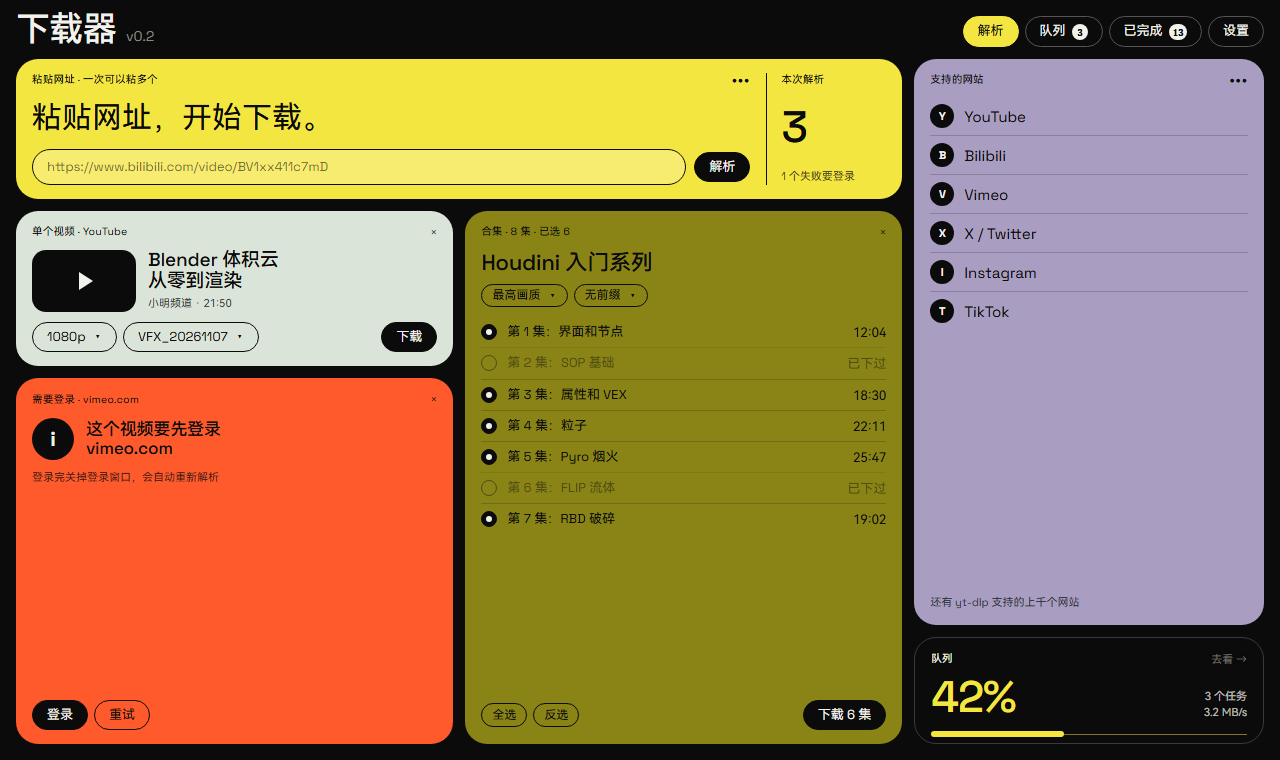 下载器 v0.2
解析 队列 3 已完成 13 设置
粘贴网址 · 一次可以粘多个
粘贴网址，开始下载。
https://www.bilibili.com/video/BV1xx411c7mD 解析
本次解析
3
1 个失败要登录
支持的网站
Y YouTube
B Bilibili
V Vimeo
X X / Twitter
I Instagram
T TikTok
还有 yt-dlp 支持的上千个网站
单个视频 · YouTube ×
Blender 体积云
从零到渲染
小明频道 · 21:50
1080p VFX_20261107 下载
需要登录 · vimeo.com ×
i
这个视频要先登录
vimeo.com
登录完关掉登录窗口，会自动重新解析
登录 重试
合集 · 8 集 · 已选 6 ×
Houdini 入门系列
最高画质 无前缀
第 1 集：界面和节点 12:04
第 2 集：SOP 基础 已下过
第 3 集：属性和 VEX 18:30
第 4 集：粒子 22:11
第 5 集：Pyro 烟火 25:47
第 6 集：FLIP 流体 已下过
第 7 集：RBD 破碎 19:02
全选 反选 下载 6 集
队列 去看 →
42%
3 个任务
3.2 MB/s